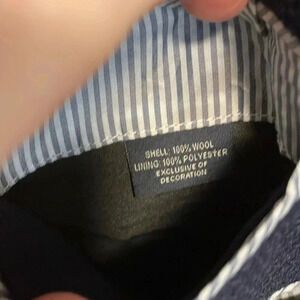 SHELL: 100% WOOL
LINING: 100% POLYESTER
EXCLUSIVE OF
DECORATION